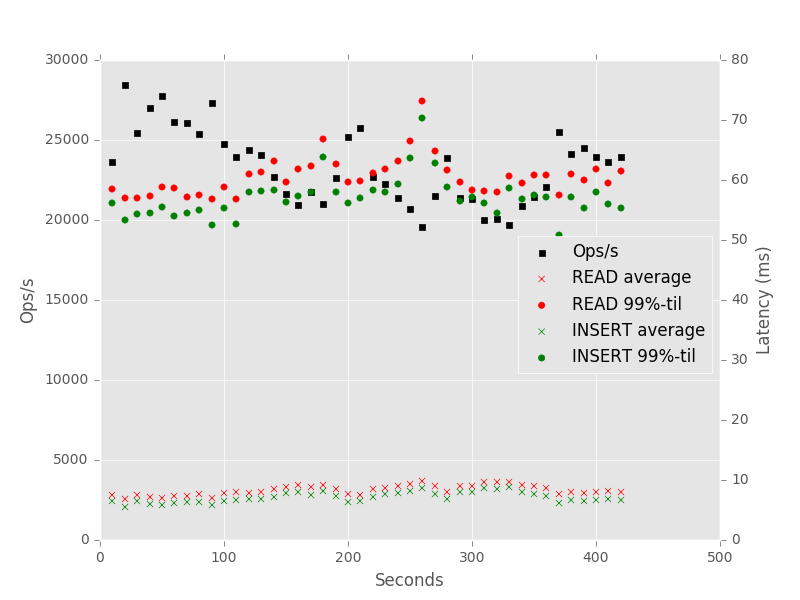 30000
25000
20000
15000
10000
5000
0
Ops/s
80
70
60
50
40
30
20
10
0
Latency (ms)
Ops/s
READ average
READ 99%-til
INSERT average
INSERT 99%-til
0 100 200 300 400 500
Seconds